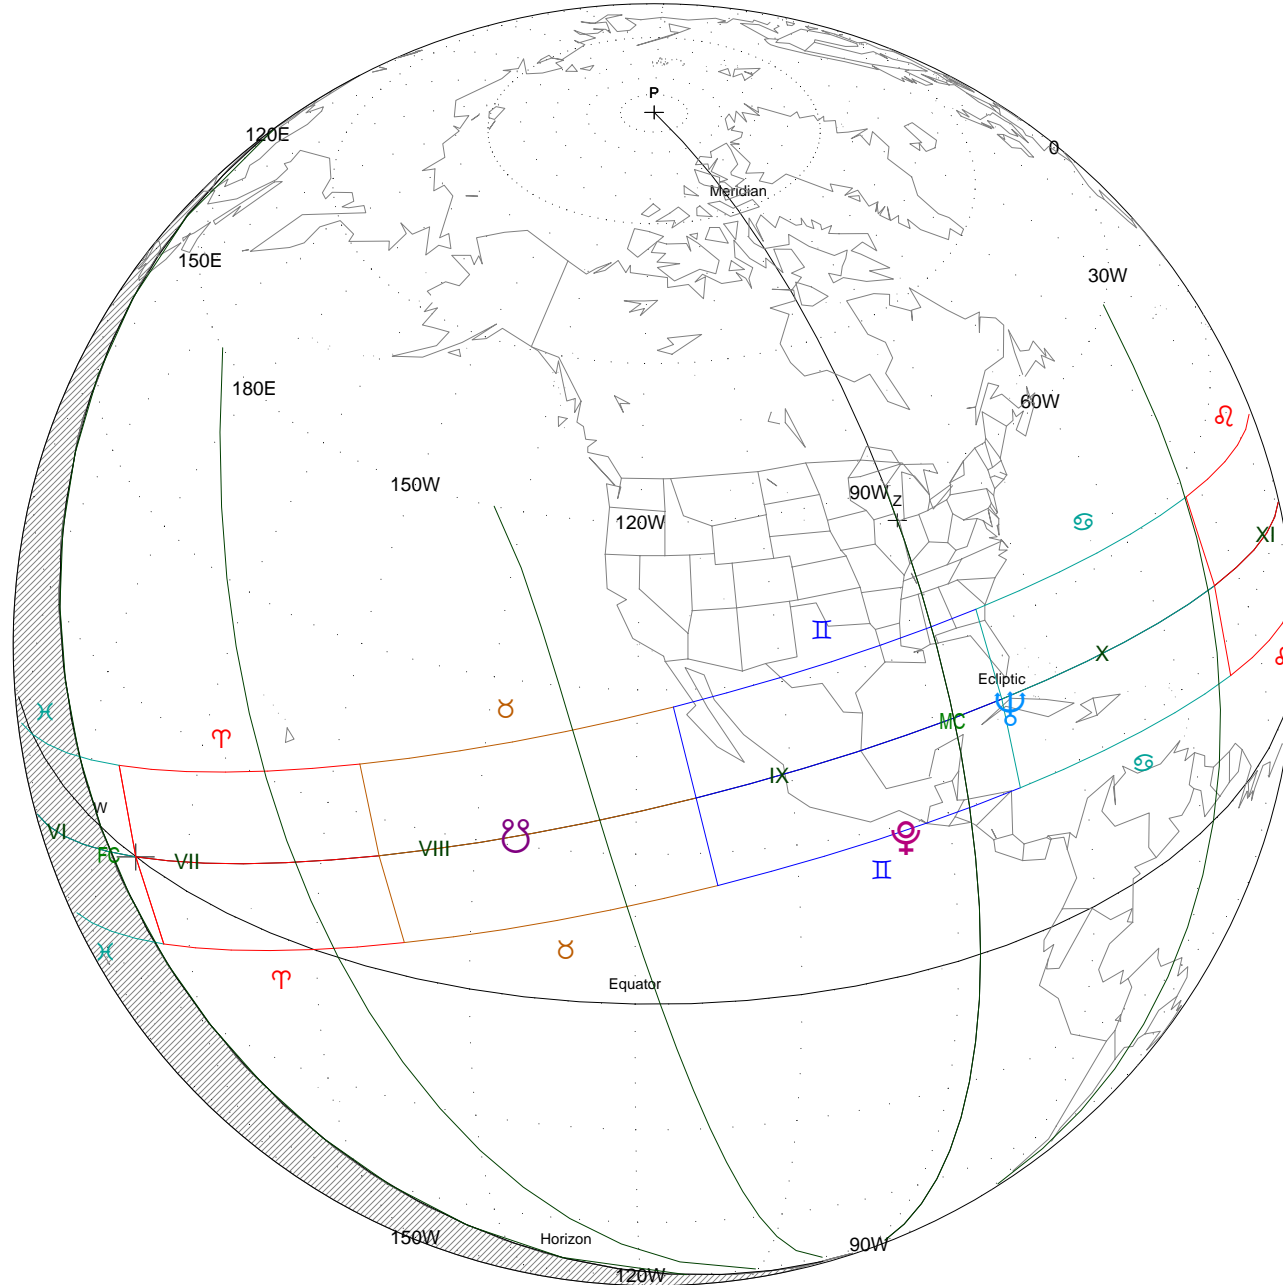 P
120E
0
Meridian
150E
30W
180E
60W
♌
150W
90W
Z
120W
♋
XI
♊
X
♌
Ecliptic
♓
♉
MC
♈
♋
IX
W
VI
FC
VII
VIII
♊
♓
♉
♈
Equator
150W
Horizon
90W
120W